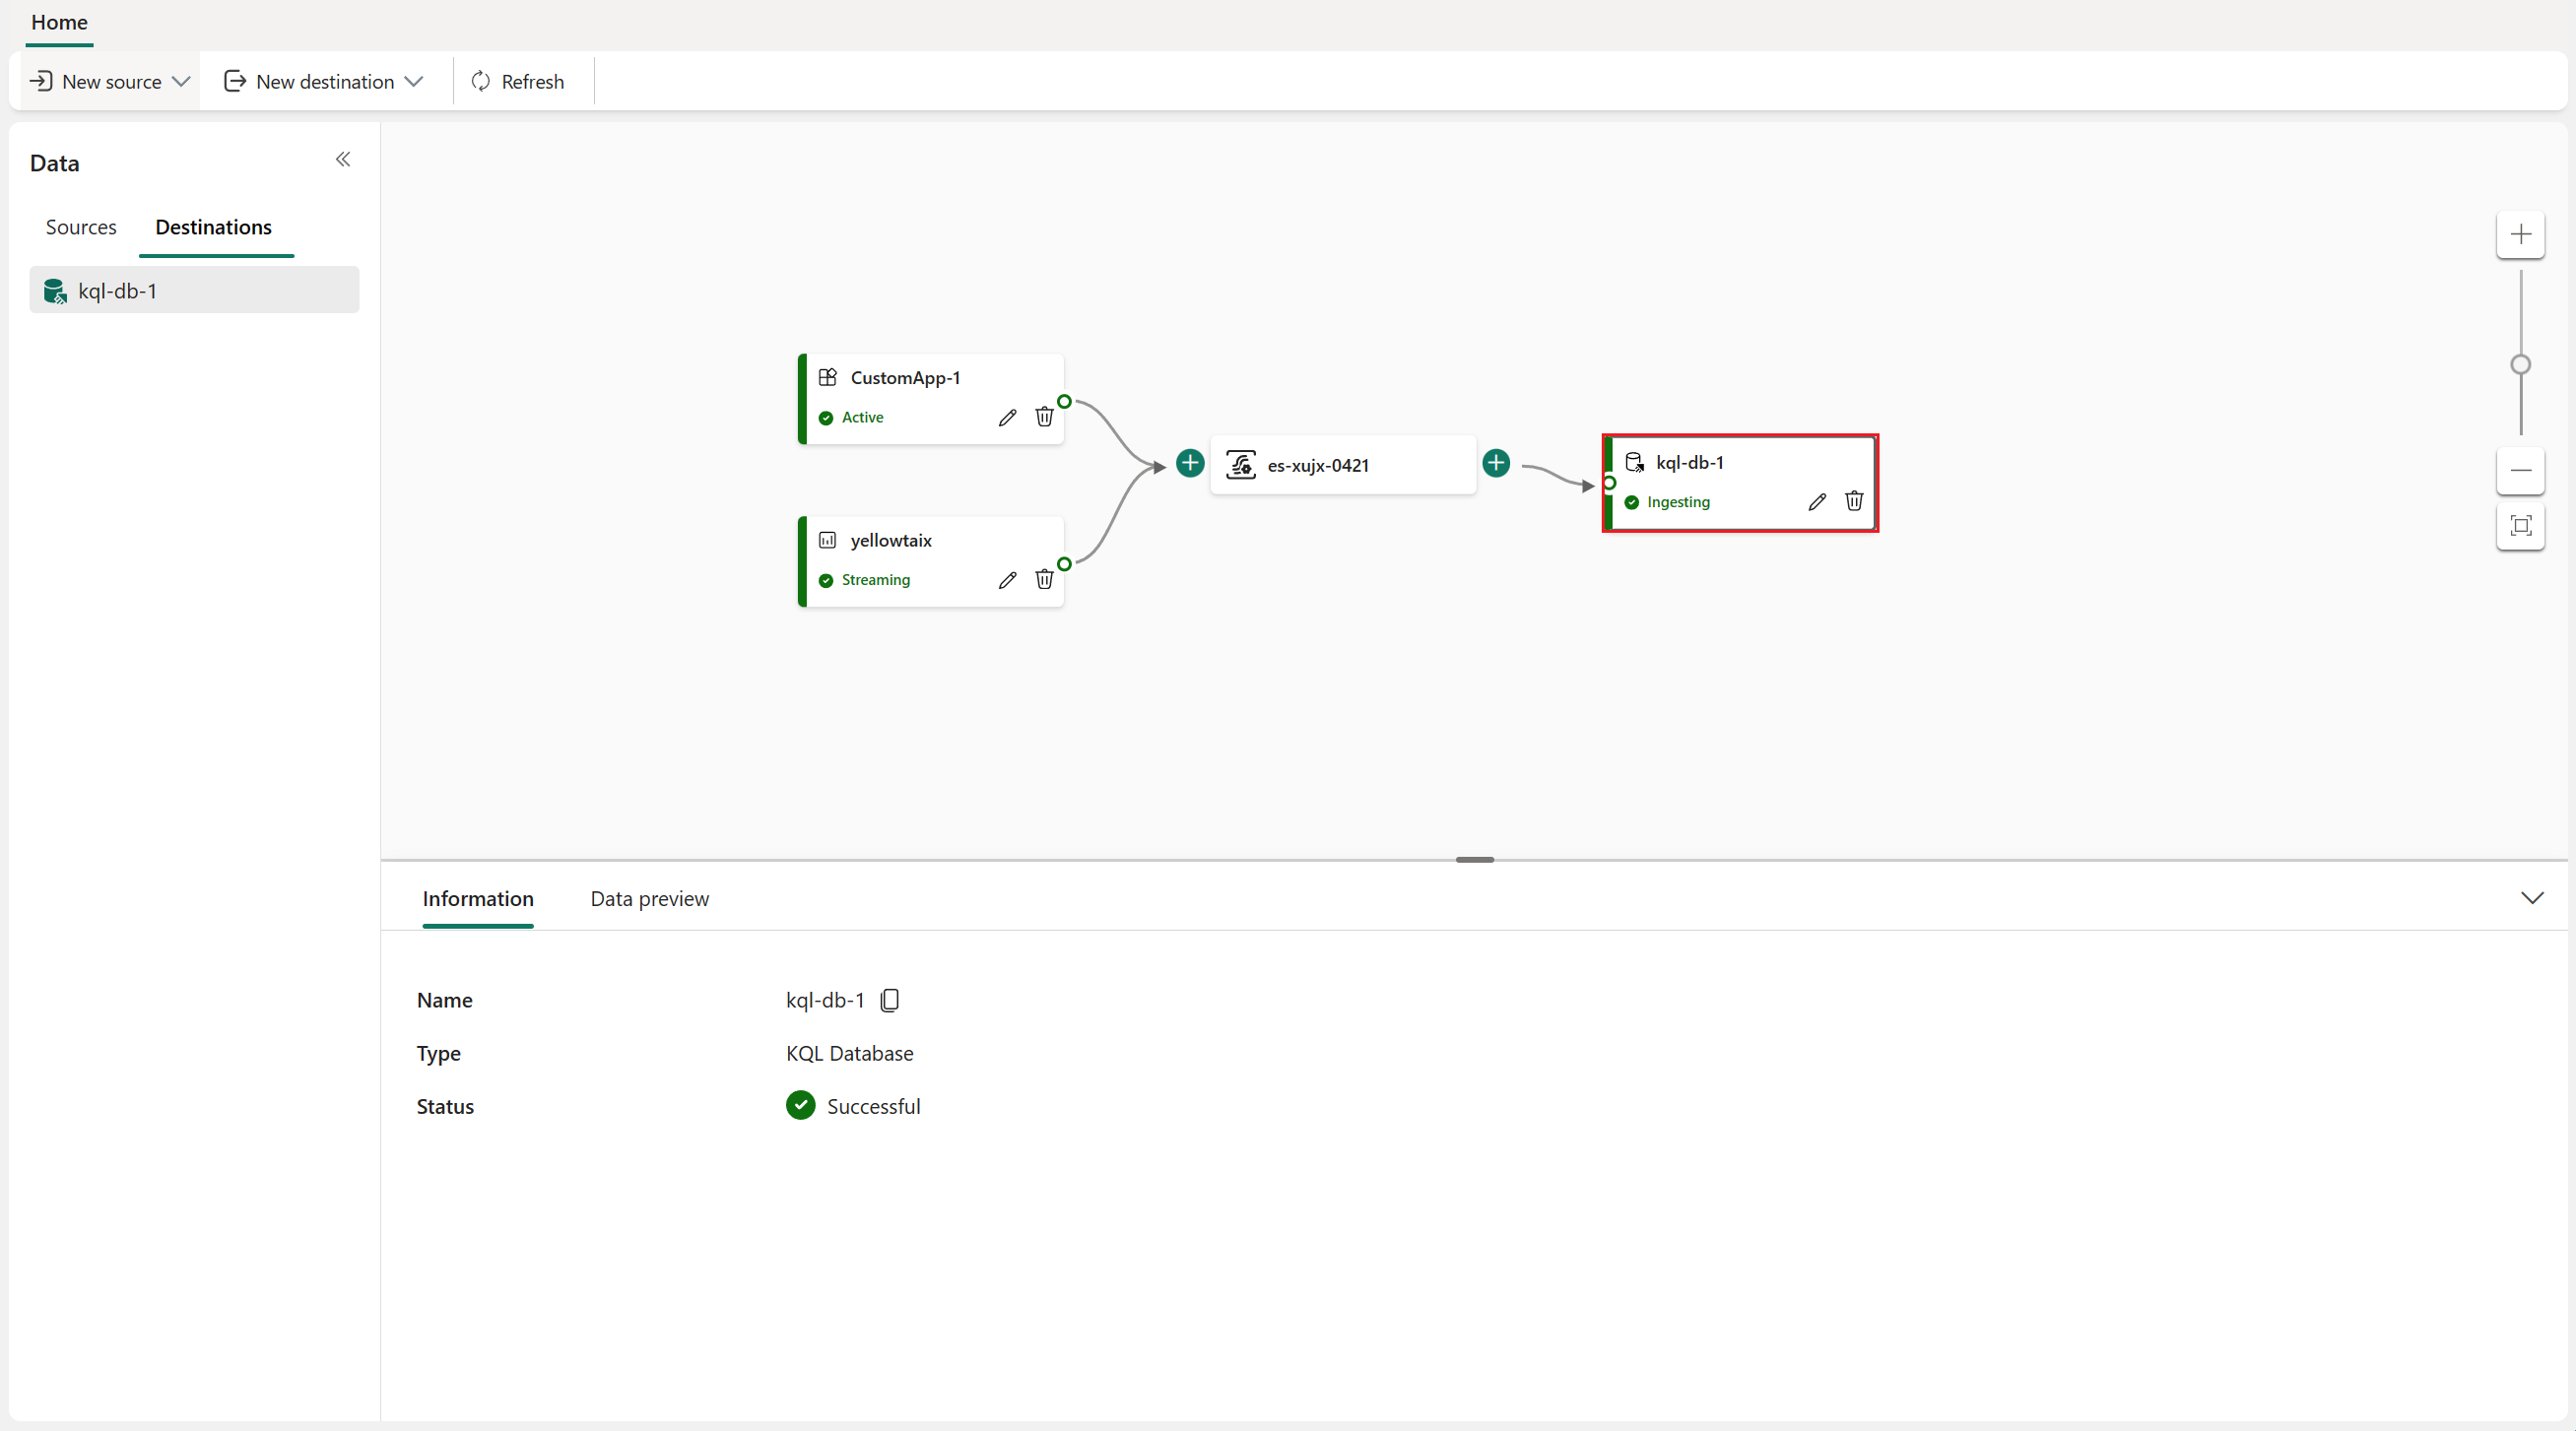 Home
New source
New destination
Refresh
Data
Sources
Destinations
kql-db-1
CustomApp-1
Active
yellowtaix
Streaming
es-xujx-0421
kql-db-1
Ingesting
Information
Data preview
Name
kql-db-1
Type
KQL Database
Status
Successful